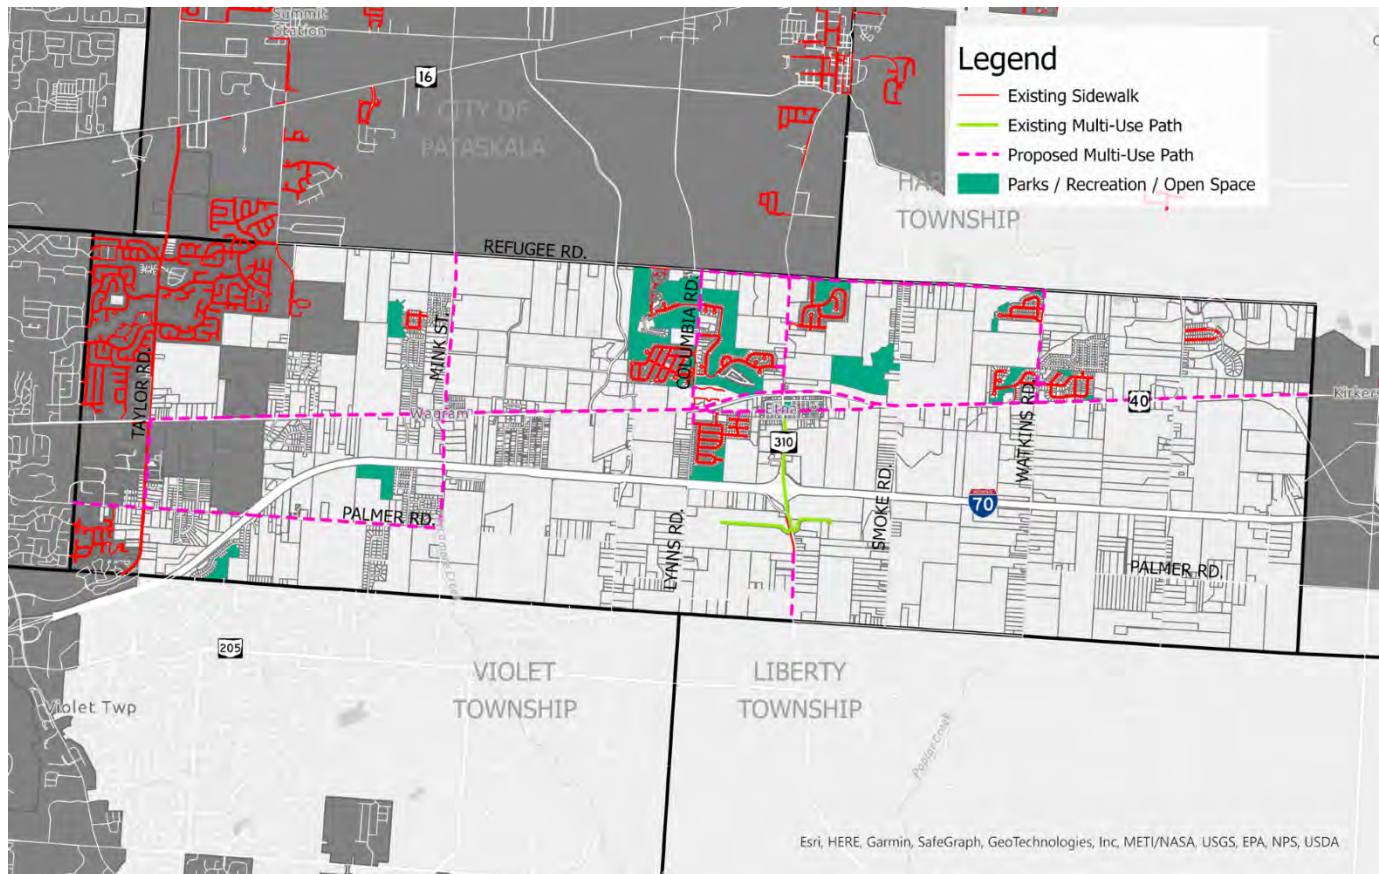 Summit
Station
16
CITY OF
PATASKALA
Legend
Existing Sidewalk
Existing Multi-Use Path
Proposed Multi-Use Path
Parks / Recreation / Open Space
TOWNSHIP
REFUGEE RD.
TAYLOR RD.
MINK ST.
COLUMBIA RD.
WATKINS RD.
Wagram
Etna
40
310
70
SMOKE RD.
LYNNS RD.
PALMER RD.
PALMER RD.
205
VIOLET
TOWNSHIP
LIBERTY
TOWNSHIP
Violet Twp
Poplar Creek
Esri, HERE, Garmin, SafeGraph, GeoTechnologies, Inc, METI/NASA, USGS, EPA, NPS, USDA